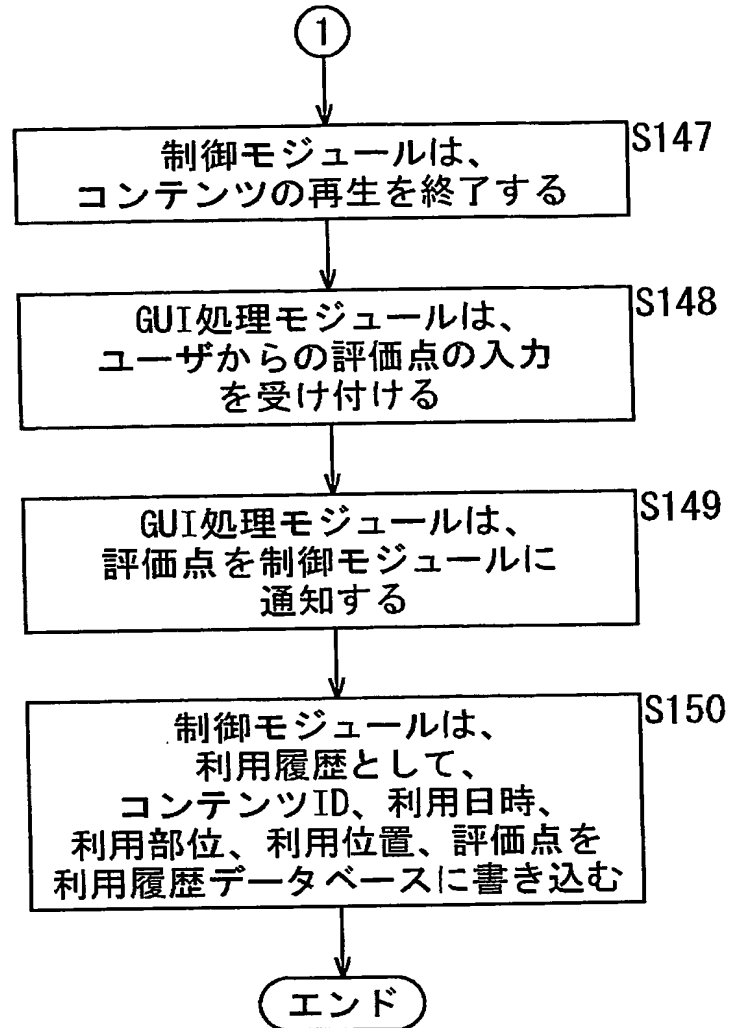 1
制御モジュールは、
コンテンツの再生を終了する
S147
GUI処理モジュールは、
ユーザからの評価点の入力
を受け付ける
S148
GUI処理モジュールは、
評価点を制御モジュールに
通知する
S149
制御モジュールは、
利用履歴として、
コンテンツID、利用日時、
利用部位、利用位置、評価点を
利用履歴データベースに書き込む
S150
エンド